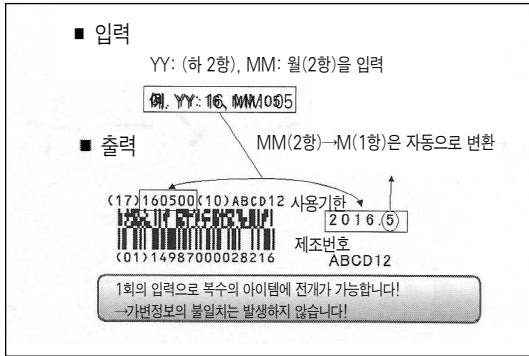 ■ 입력
YY: (하 2항), MM: 월(2항)을 입력
例, YY: 16, MM: 05
■ 출력
MM(2항)→M(1항)은 자동으로 변환
(17)160500(10)ABCD12 사용기한
2016.5
제조번호
(01)14987000028216 ABCD12
1회의 입력으로 복수의 아이템에 전개가 가능합니다!
→가변정보의 불일치는 발생하지 않습니다!